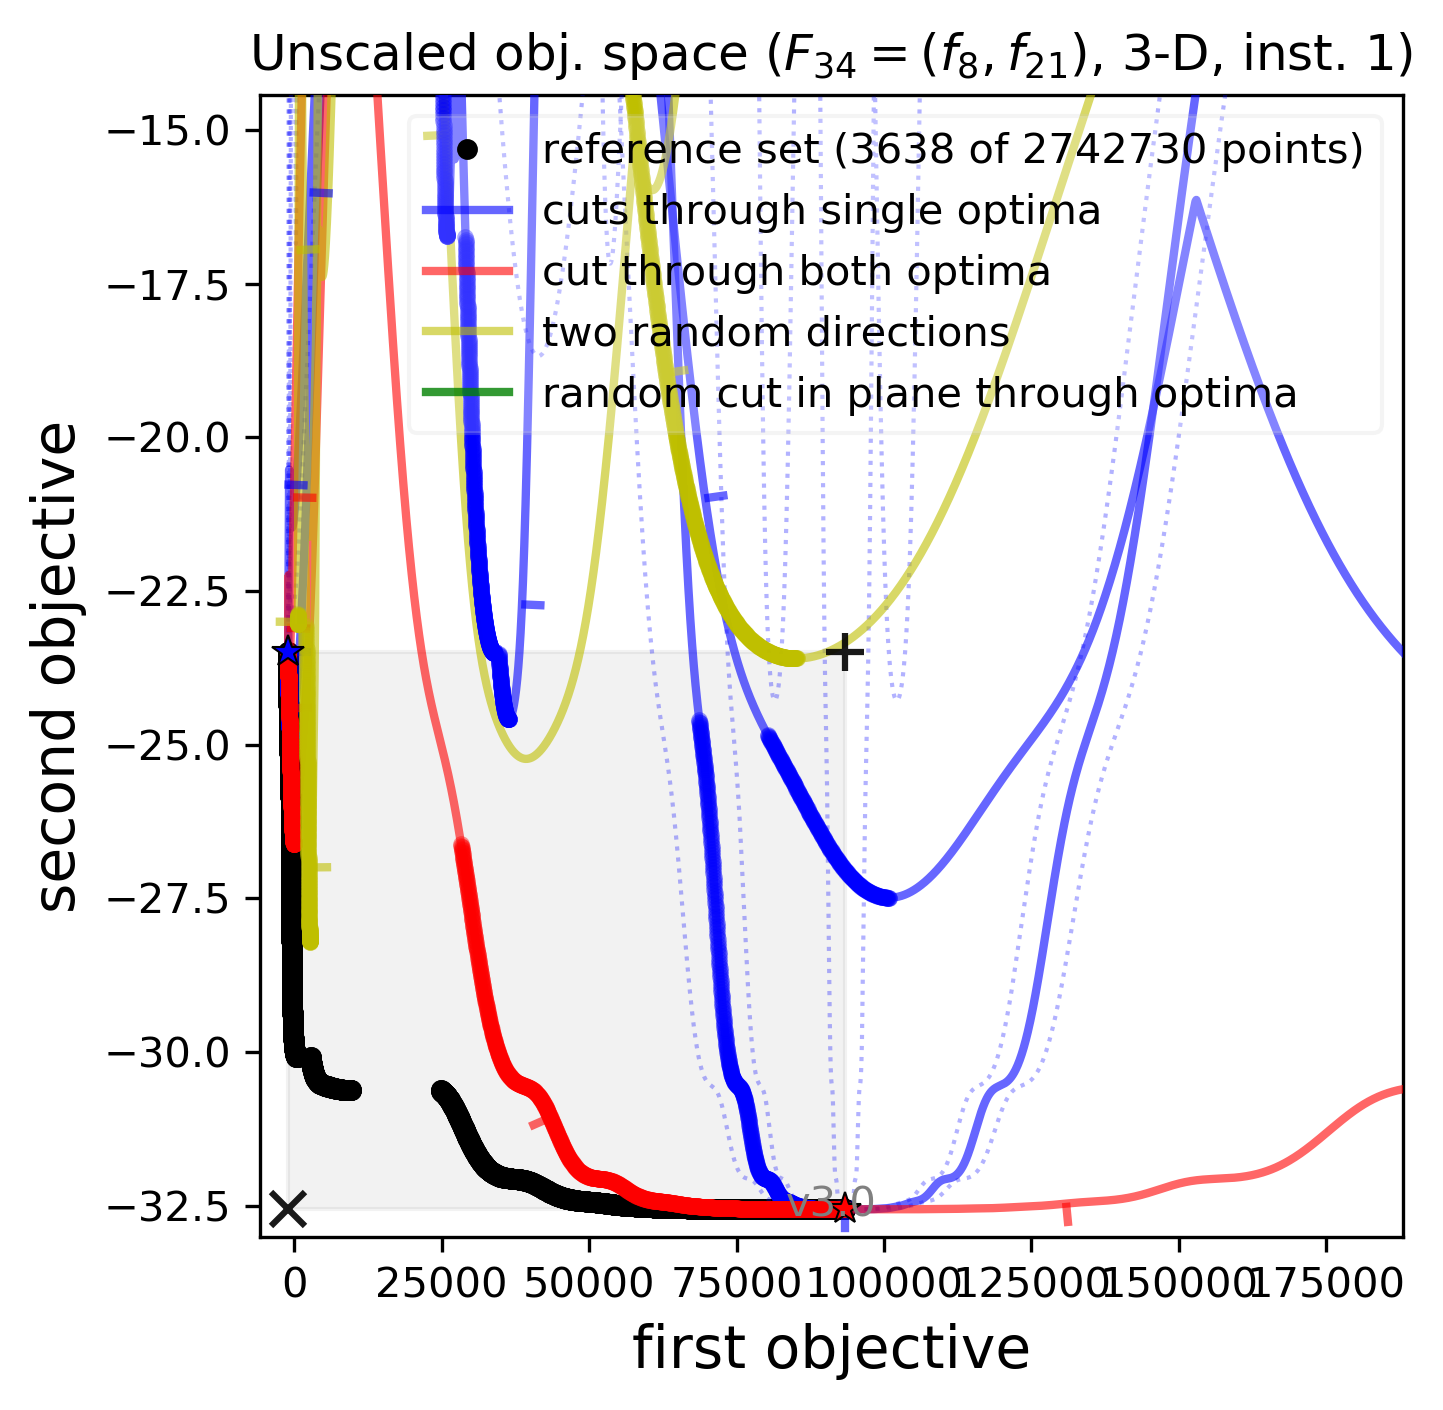 Unscaled obj. space (F₃₄ = (f₈, f₂₁), 3-D, inst. 1)
−15.0
−17.5
−20.0
−22.5
−25.0
−27.5
−30.0
−32.5
second objective
reference set (3638 of 2742730 points)
cuts through single optima
cut through both optima
two random directions
random cut in plane through optima
v3.0
0 25000 50000 75000 100000 125000 150000 175000
first objective